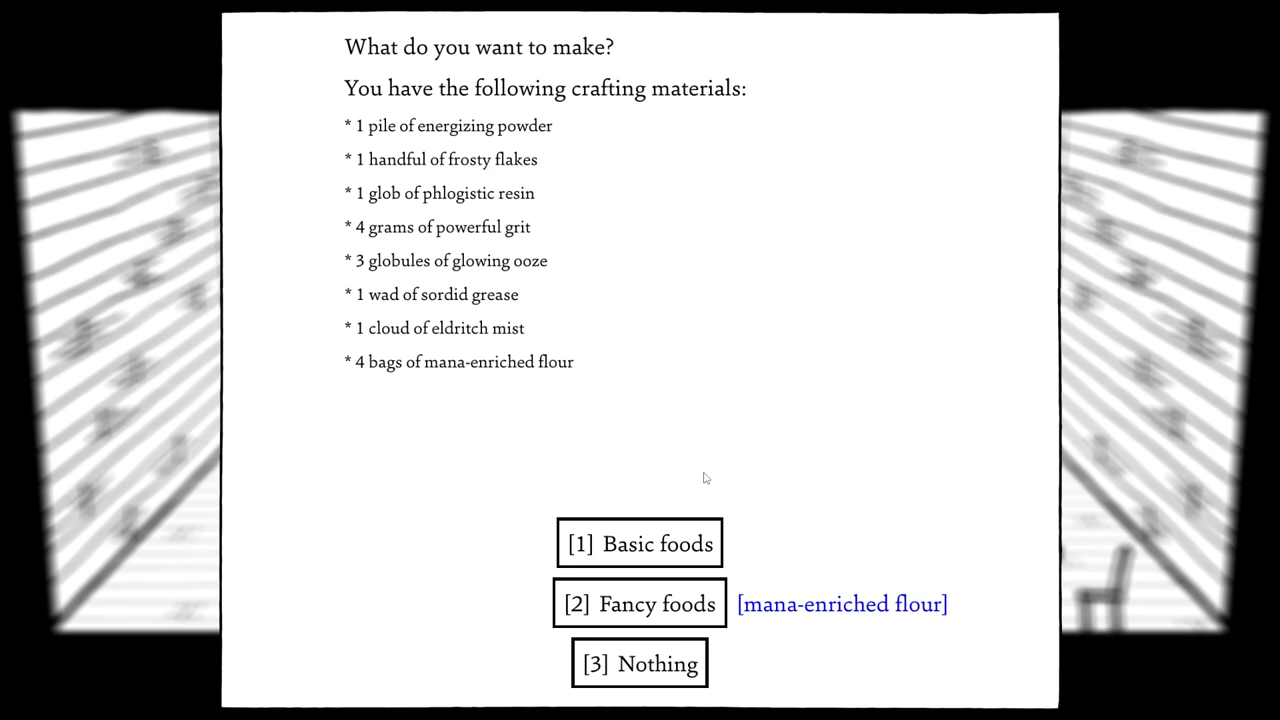 What do you want to make?
You have the following crafting materials:
* 1 pile of energizing powder
* 1 handful of frosty flakes
* 1 glob of phlogistic resin
* 4 grams of powerful grit
* 3 globules of glowing ooze
* 1 wad of sordid grease
* 1 cloud of eldritch mist
* 4 bags of mana-enriched flour
[1] Basic foods
[2] Fancy foods [mana-enriched flour]
[3] Nothing